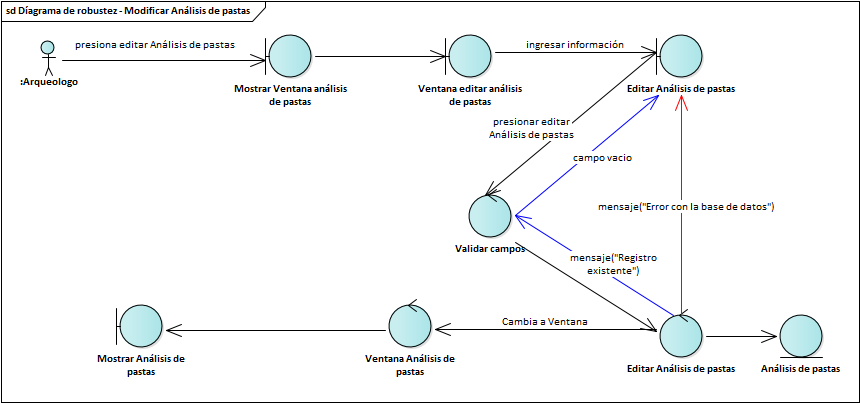 sd Diagrama de robustez - Modificar Análisis de pastas
presiona editar Análisis de pastas
ingresar información
:Arqueologo
Mostrar Ventana análisis
de pastas
Ventana editar análisis
de pastas
Editar Análisis de pastas
presionar editar
Análisis de pastas
campo vacio
mensaje("Error con la base de datos")
Validar campos
mensaje("Registro
existente")
Cambia a Ventana
Mostrar Análisis de
pastas
Ventana Análisis de
pastas
Editar Análisis de pastas
Análisis de pastas